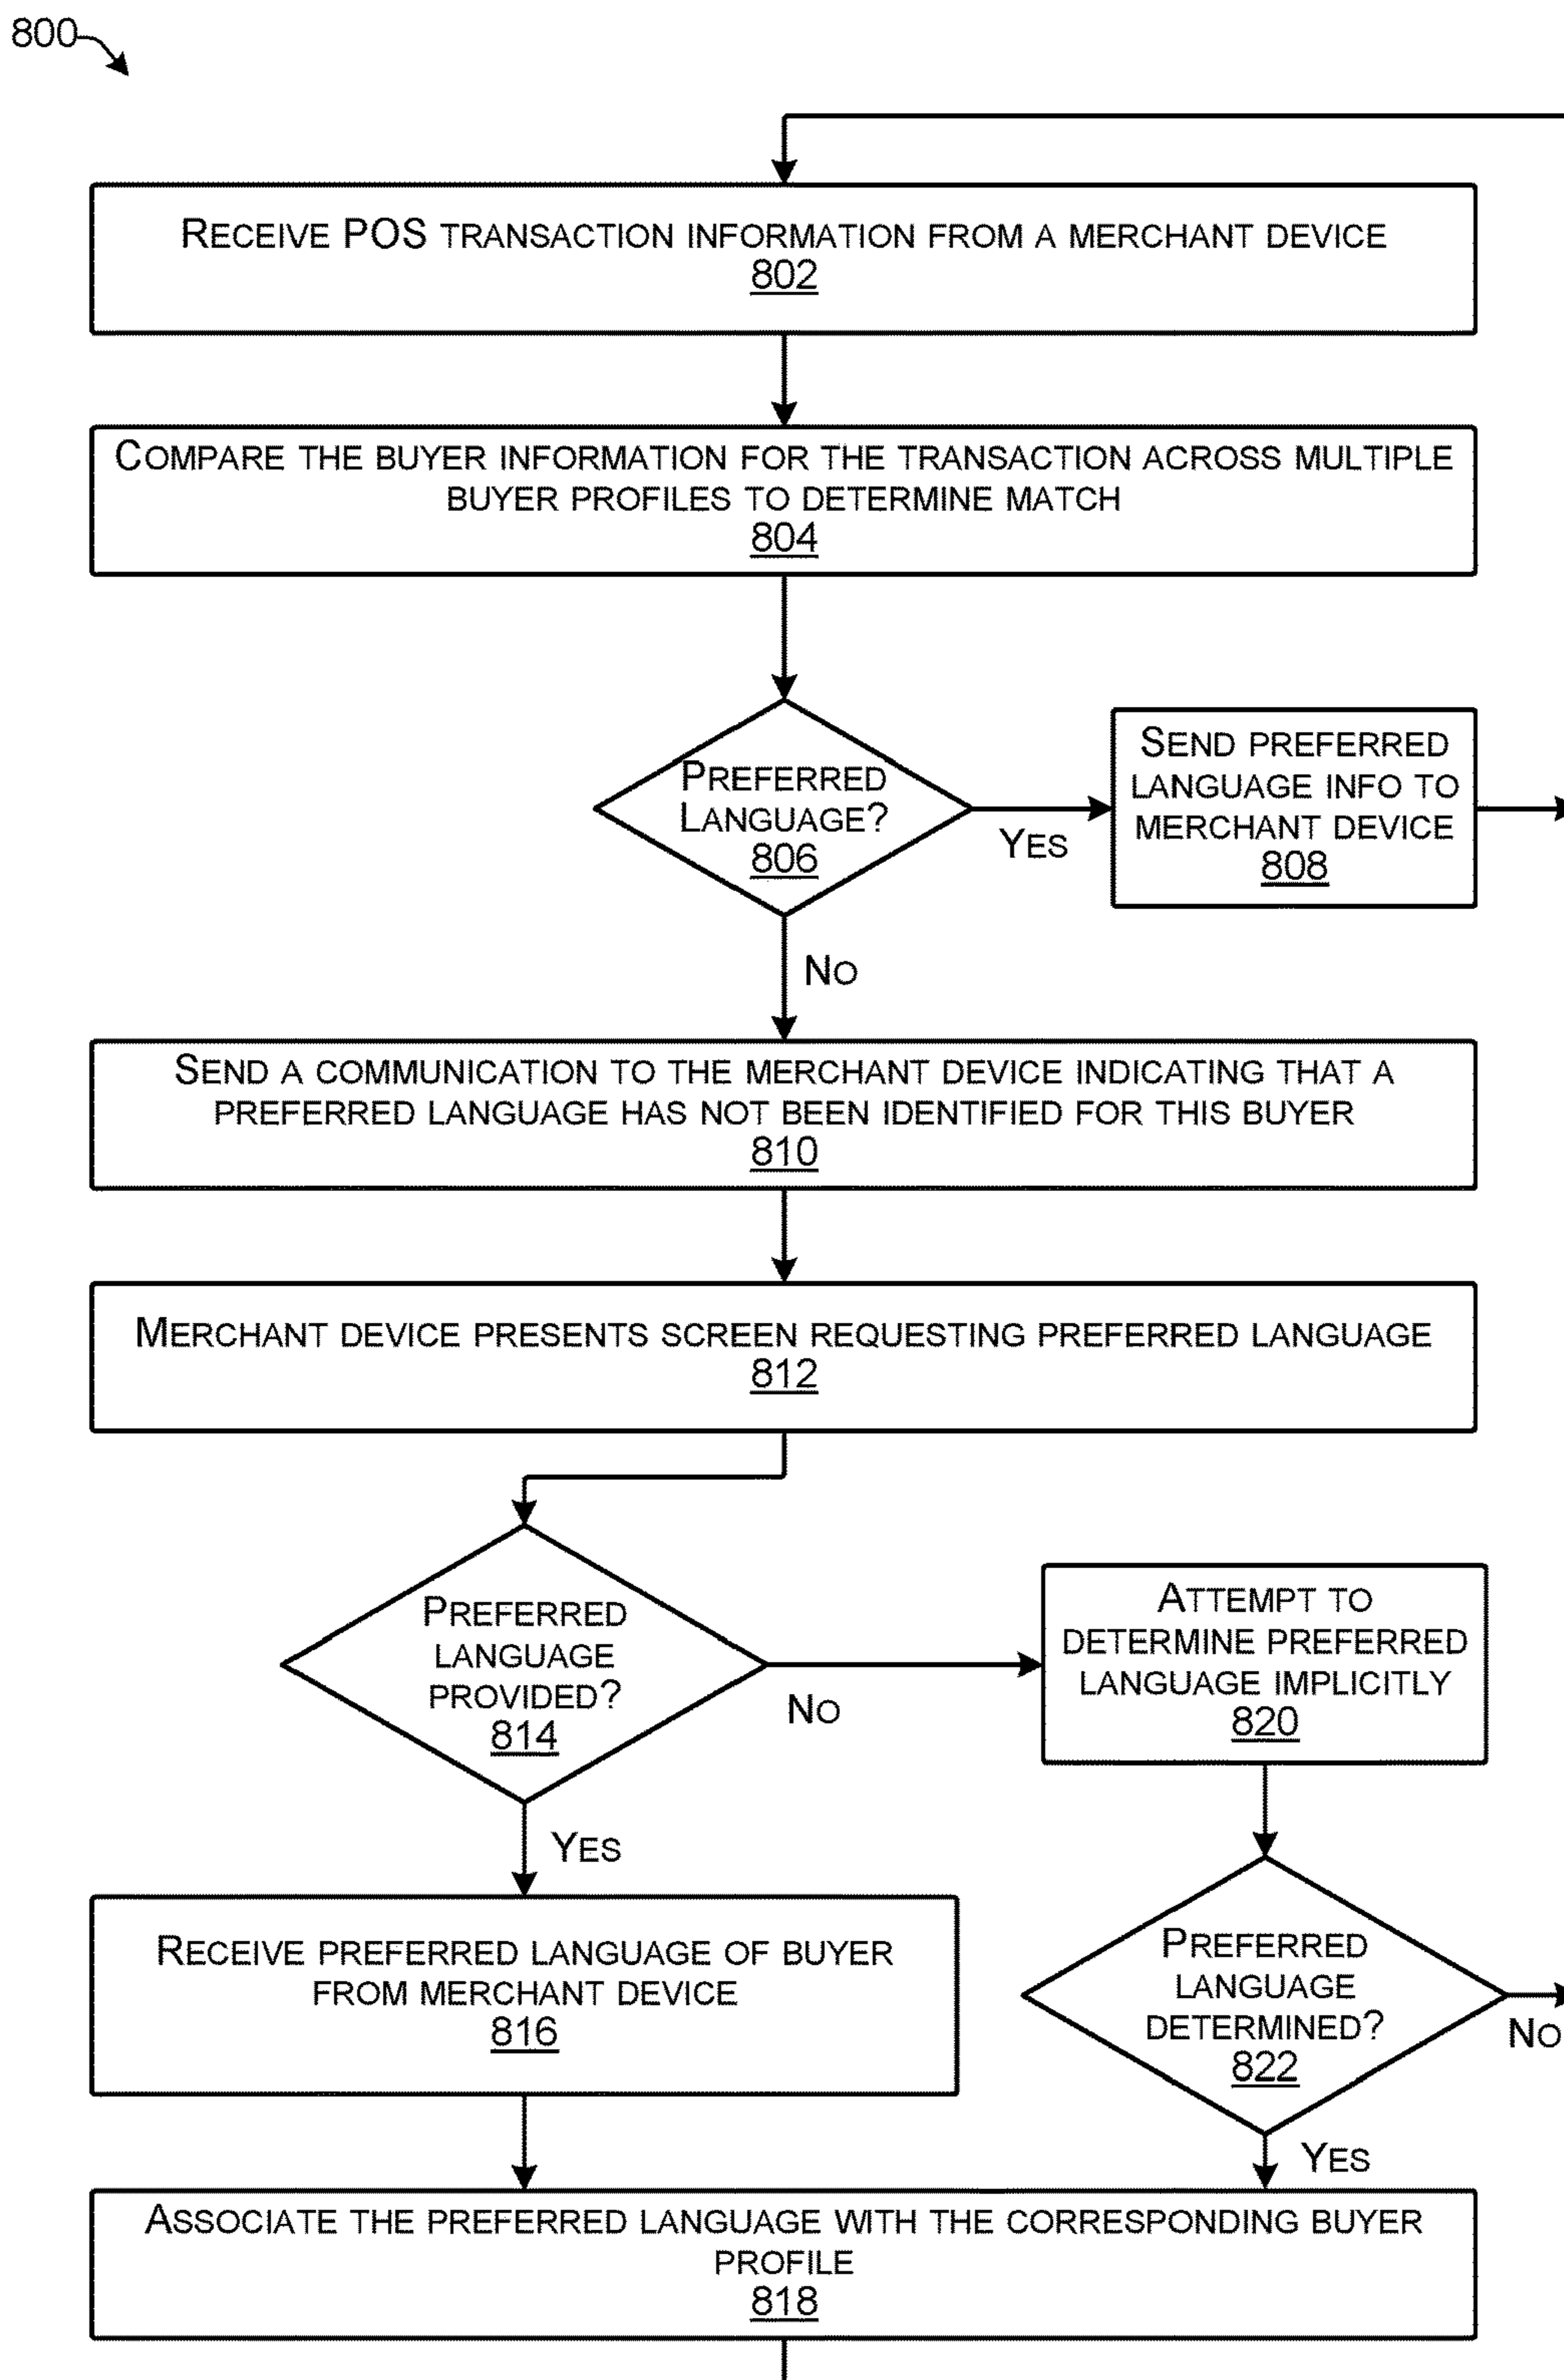 800
RECEIVE POS TRANSACTION INFORMATION FROM A MERCHANT DEVICE
802
COMPARE THE BUYER INFORMATION FOR THE TRANSACTION ACROSS MULTIPLE
BUYER PROFILES TO DETERMINE MATCH
804
PREFERRED
LANGUAGE?
806
YES
SEND PREFERRED
LANGUAGE INFO TO
MERCHANT DEVICE
808
NO
SEND A COMMUNICATION TO THE MERCHANT DEVICE INDICATING THAT A
PREFERRED LANGUAGE HAS NOT BEEN IDENTIFIED FOR THIS BUYER
810
MERCHANT DEVICE PRESENTS SCREEN REQUESTING PREFERRED LANGUAGE
812
PREFERRED
LANGUAGE
PROVIDED?
814
NO
ATTEMPT TO
DETERMINE PREFERRED
LANGUAGE IMPLICITLY
820
YES
RECEIVE PREFERRED LANGUAGE OF BUYER
FROM MERCHANT DEVICE
816
PREFERRED
LANGUAGE
DETERMINED?
822
NO
YES
ASSOCIATE THE PREFERRED LANGUAGE WITH THE CORRESPONDING BUYER
PROFILE
818